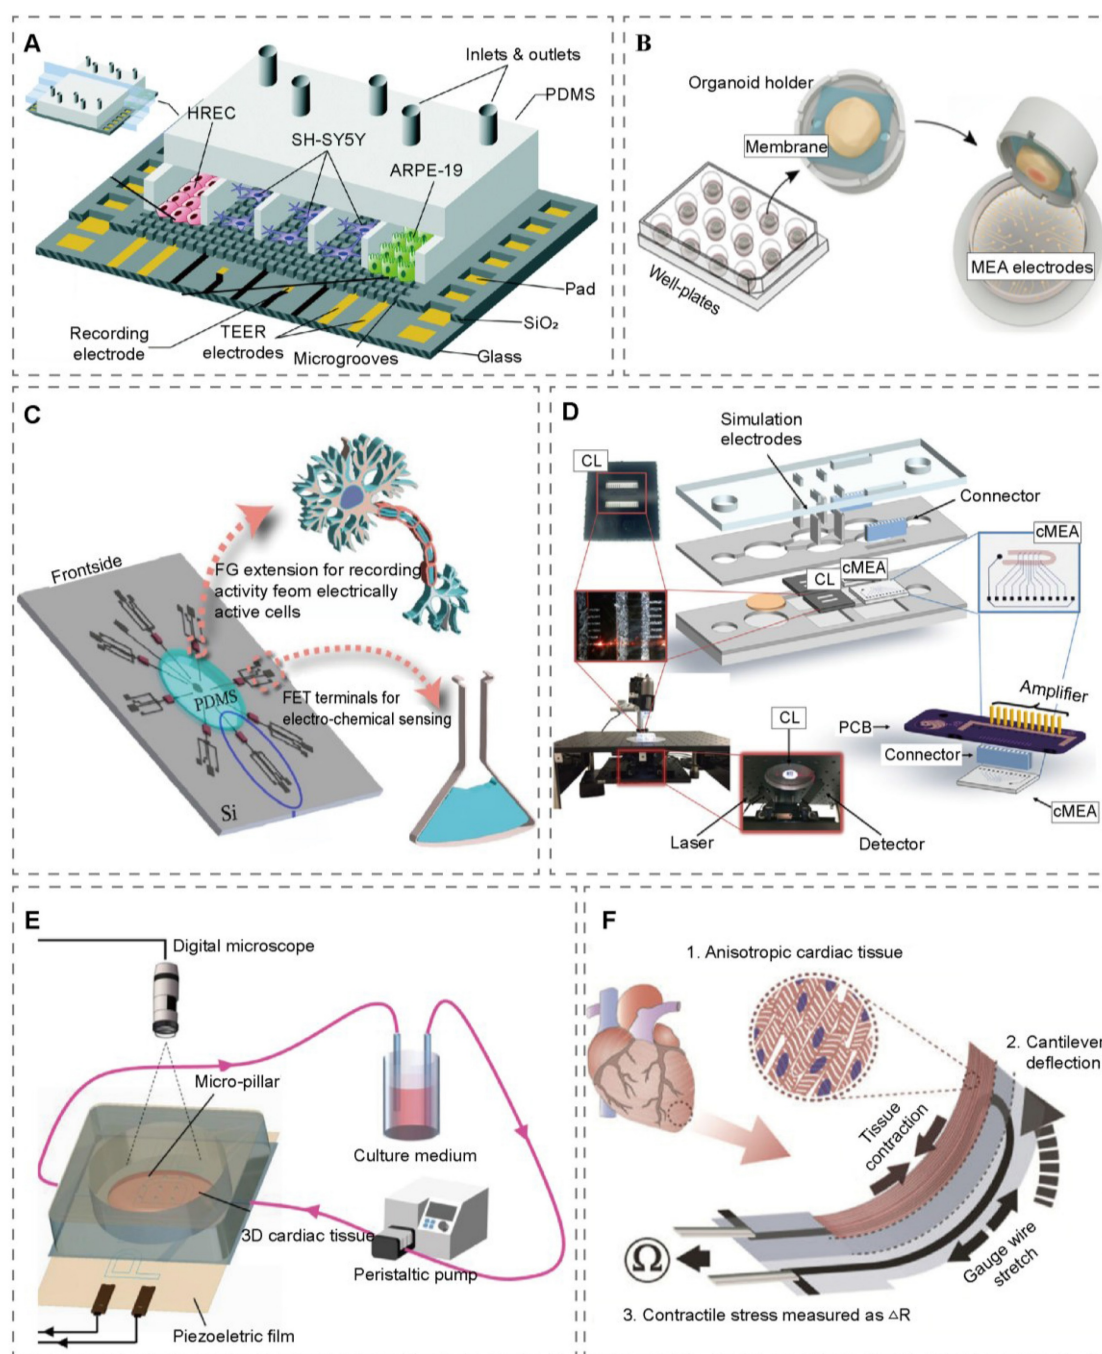 A
Inlets & outlets
PDMS
HREC
SH-SY5Y
ARPE-19
Pad
SiO₂
Glass
Recording
electrode
TEER
electrodes
Microgrooves
B
Organoid holder
Membrane
Well-plates
MEA electrodes
C
Frontside
FG extension for recording
activity feom electrically
active cells
PDMS
FET terminals for
electro-chemical sensing
Si
D
Simulation
electrodes
CL
Connector
cMEA
CL
cMEA
Amplifier
PCB
Connector
CL
cMEA
Laser
Detector
E
Digital microscope
Micro-pillar
Culture medium
3D cardiac tissue
Peristaltic pump
Piezoeletric film
F
1. Anisotropic cardiac tissue
2. Cantilever
deflection
Tissue
contraction
Gauge wire
stretch
Ω
3. Contractile stress measured as △R